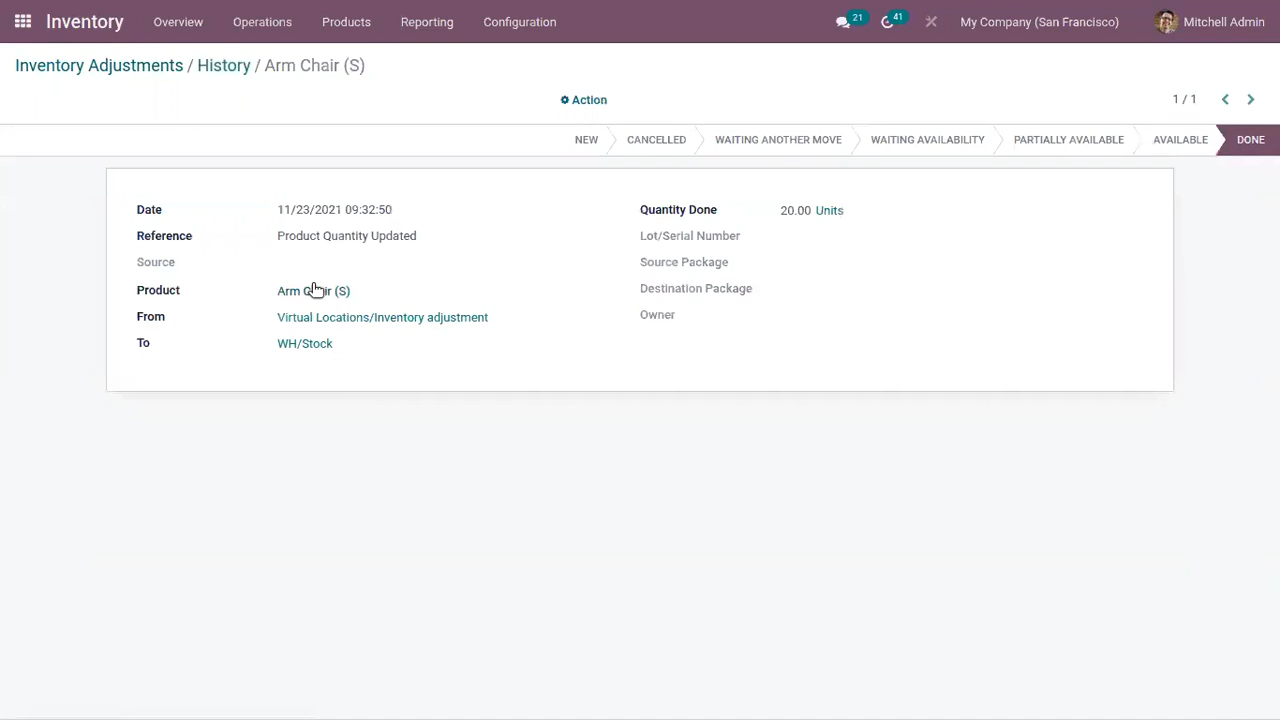 Inventory Overview Operations Products Reporting Configuration 21 41 My Company (San Francisco) Mitchell Admin
Inventory Adjustments / History / Arm Chair (S)
Action 1 / 1
NEW CANCELLED WAITING ANOTHER MOVE WAITING AVAILABILITY PARTIALLY AVAILABLE AVAILABLE DONE
Date 11/23/2021 09:32:50 Quantity Done 20.00 Units
Reference Product Quantity Updated Lot/Serial Number
Source Source Package
Product Arm Chair (S) Destination Package
From Virtual Locations/Inventory adjustment Owner
To WH/Stock